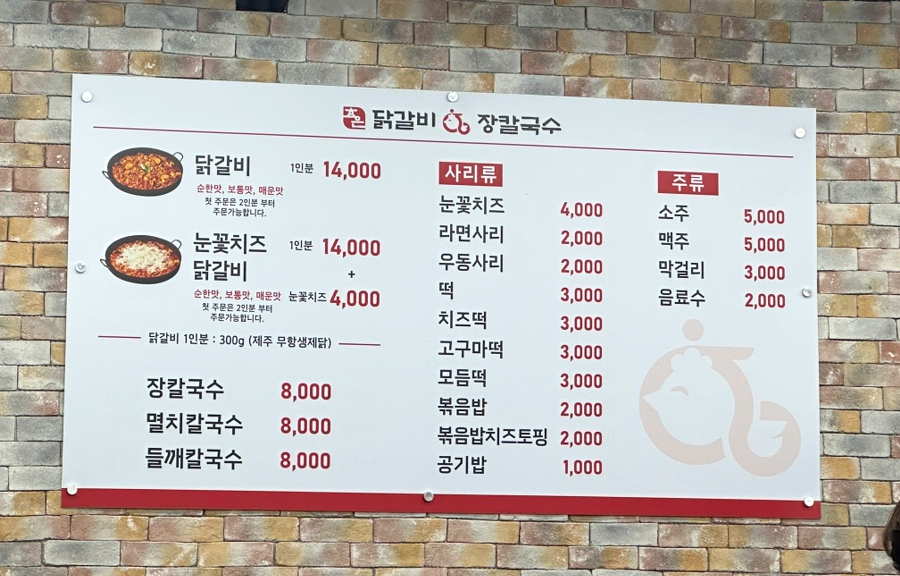 닭갈비 장칼국수
닭갈비 1인분 14,000
순한맛, 보통맛, 매운맛
첫 주문은 2인분 부터
주문가능합니다.
눈꽃치즈 1인분 14,000
닭갈비 +
순한맛, 보통맛, 매운맛 눈꽃치즈 4,000
첫 주문은 2인분 부터
주문가능합니다.
닭갈비 1인분 : 300g (제주 무항생제닭)
장칼국수 8,000
멸치칼국수 8,000
들깨칼국수 8,000
사리류
눈꽃치즈 4,000
라면사리 2,000
우동사리 2,000
떡 3,000
치즈떡 3,000
고구마떡 3,000
모듬떡 3,000
볶음밥 2,000
볶음밥치즈토핑 2,000
공기밥 1,000
주류
소주 5,000
맥주 5,000
막걸리 3,000
음료수 2,000